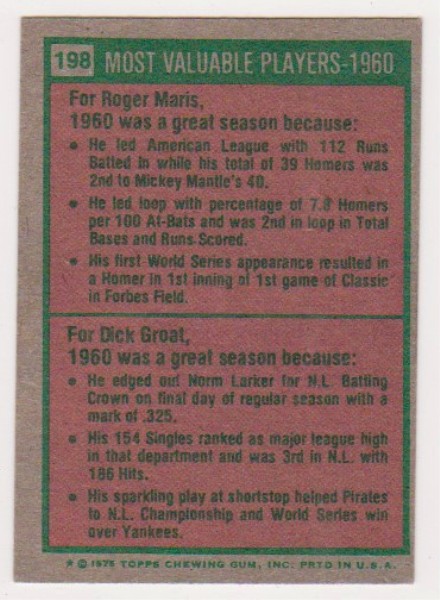 198 MOST VALUABLE PLAYERS-1960
For Roger Maris,
1960 was a great season because:
● He led American League with 112 Runs
Batted In while his total of 39 Homers was
2nd to Mickey Mantle's 40.
● He led loop with percentage of 7.8 Homers
per 100 At-Bats and was 2nd in loop in Total
Bases and Runs Scored.
● His first World Series appearance resulted in
a Homer in 1st inning of 1st game of Classic
in Forbes Field.
For Dick Groat,
1960 was a great season because:
● He edged out Norm Larker for N.L. Batting
Crown on final day of regular season with a
mark of .325.
● His 154 Singles ranked as major league high
in that department and was 3rd in N.L. with
186 Hits.
● His sparkling play at shortstop helped Pirates
to N.L. Championship and World Series win
over Yankees.
* © 1975 TOPPS CHEWING GUM, INC. PRTD IN U.S.A.